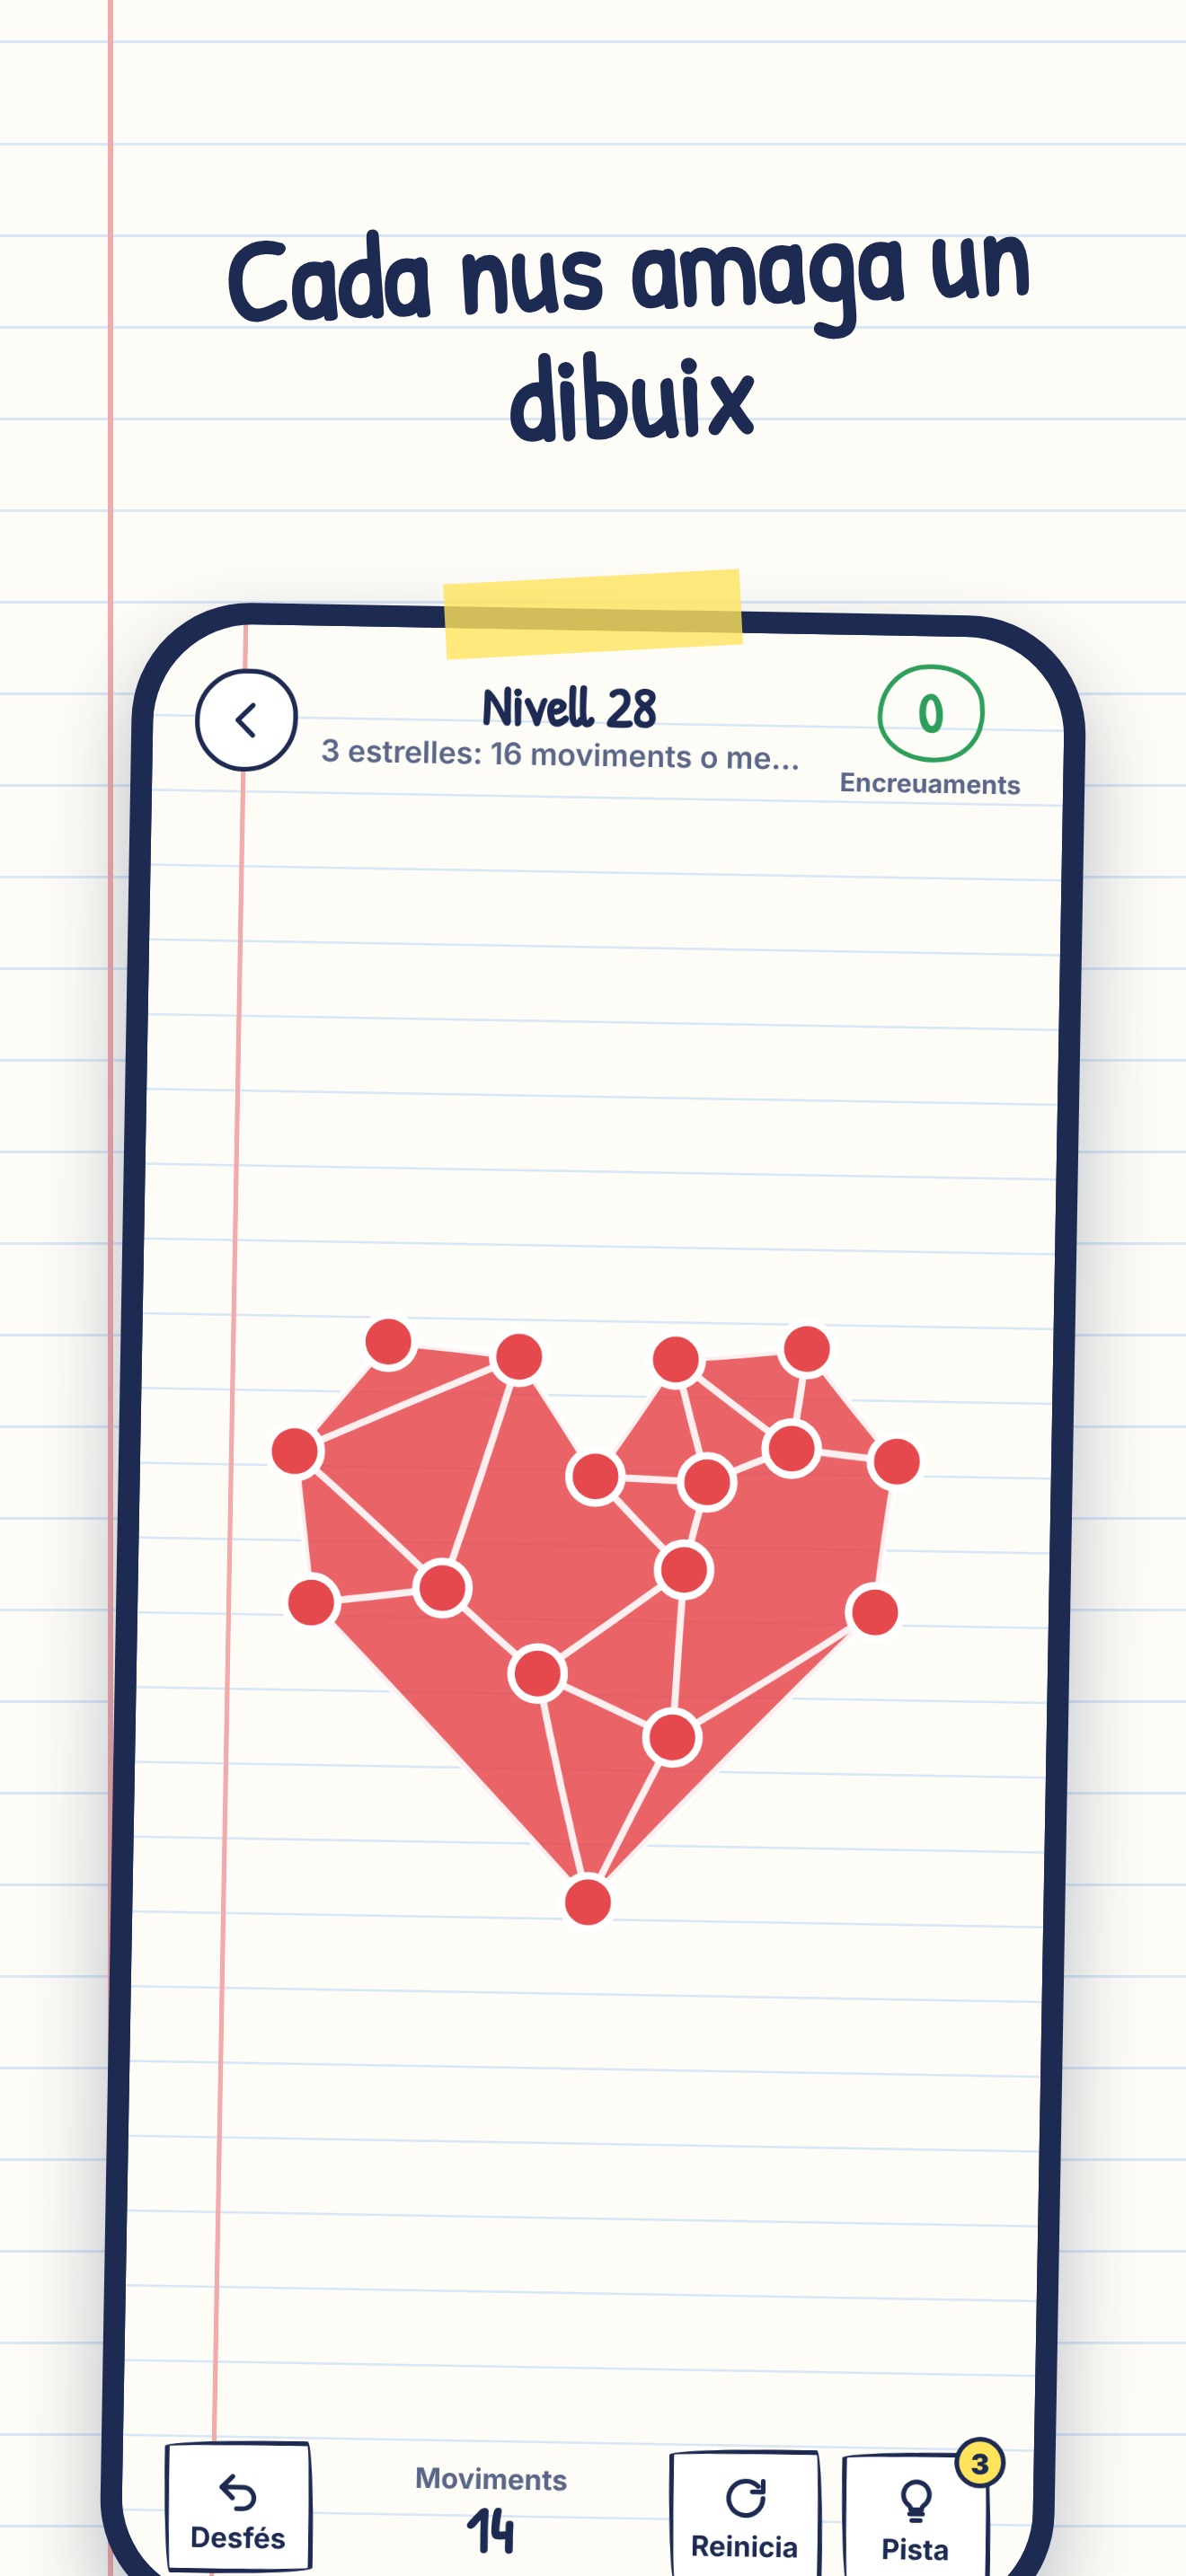 Cada nus amaga un
dibuix
Nivell 28
3 estrelles: 16 moviments o me...
0
Encreuaments
Desfés
Moviments
14
Reinicia
3
Pista